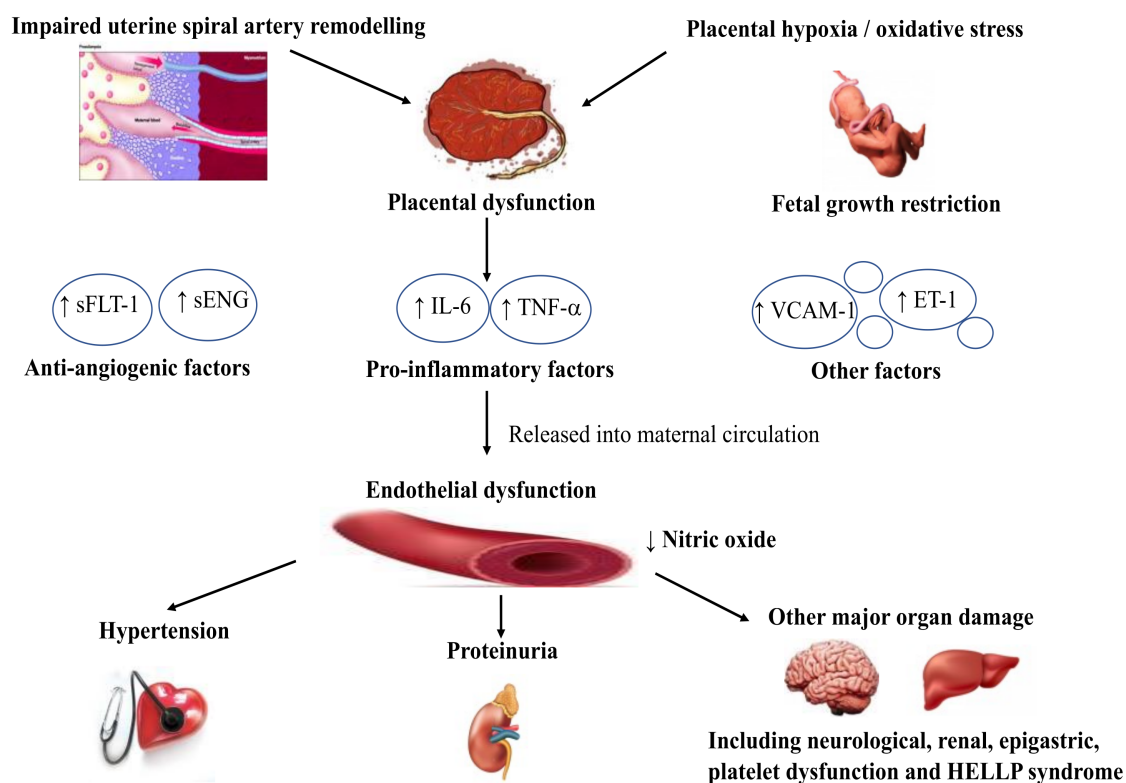 Impaired uterine spiral artery remodelling
Placental hypoxia / oxidative stress
Maternal blood
Placental dysfunction
Fetal growth restriction
↑ sFLT-1
↑ sENG
↑ IL-6
↑ TNF-α
↑ VCAM-1
↑ ET-1
Anti-angiogenic factors
Pro-inflammatory factors
Other factors
Released into maternal circulation
Endothelial dysfunction
↓ Nitric oxide
Hypertension
Proteinuria
Other major organ damage
Including neurological, renal, epigastric,
platelet dysfunction and HELLP syndrome